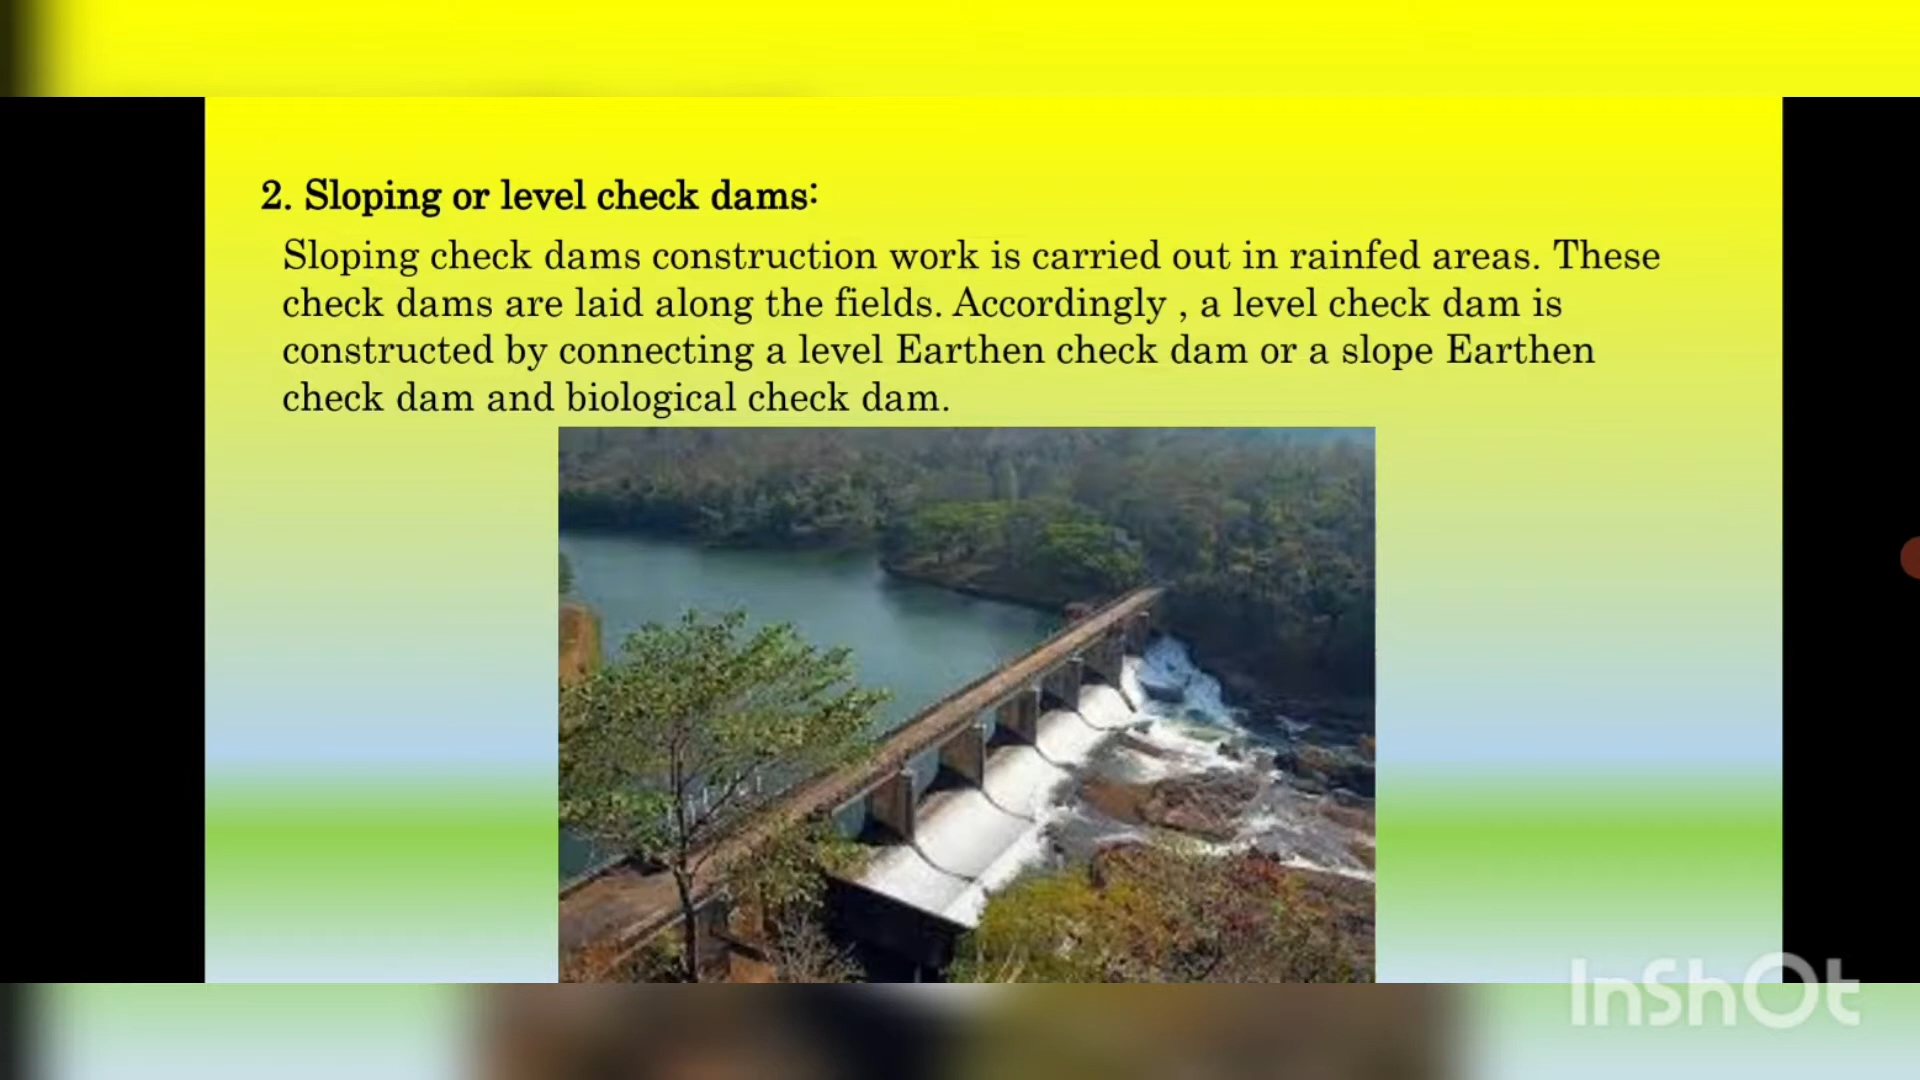 2. Sloping or level check dams:
Sloping check dams construction work is carried out in rainfed areas. These
check dams are laid along the fields. Accordingly , a level check dam is
constructed by connecting a level Earthen check dam or a slope Earthen
check dam and biological check dam.
InShOt